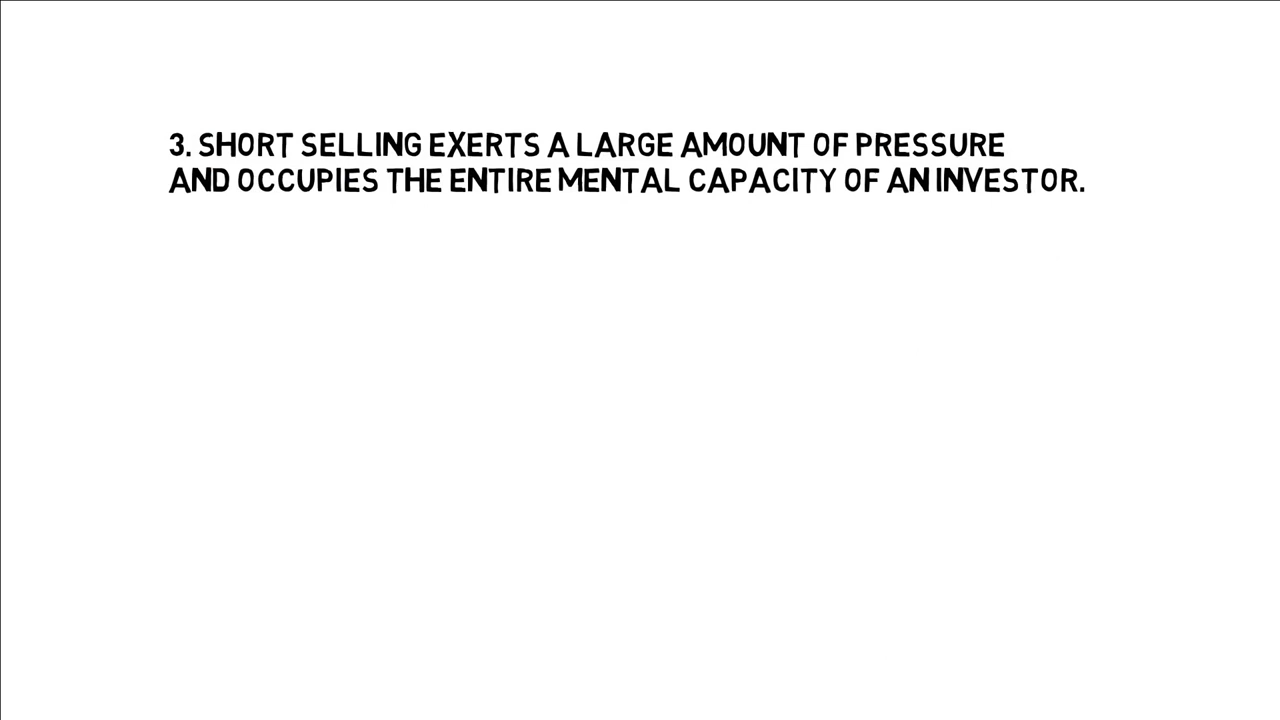 3. SHORT SELLING EXERTS A LARGE AMOUNT OF PRESSURE
AND OCCUPIES THE ENTIRE MENTAL CAPACITY OF AN INVESTOR.